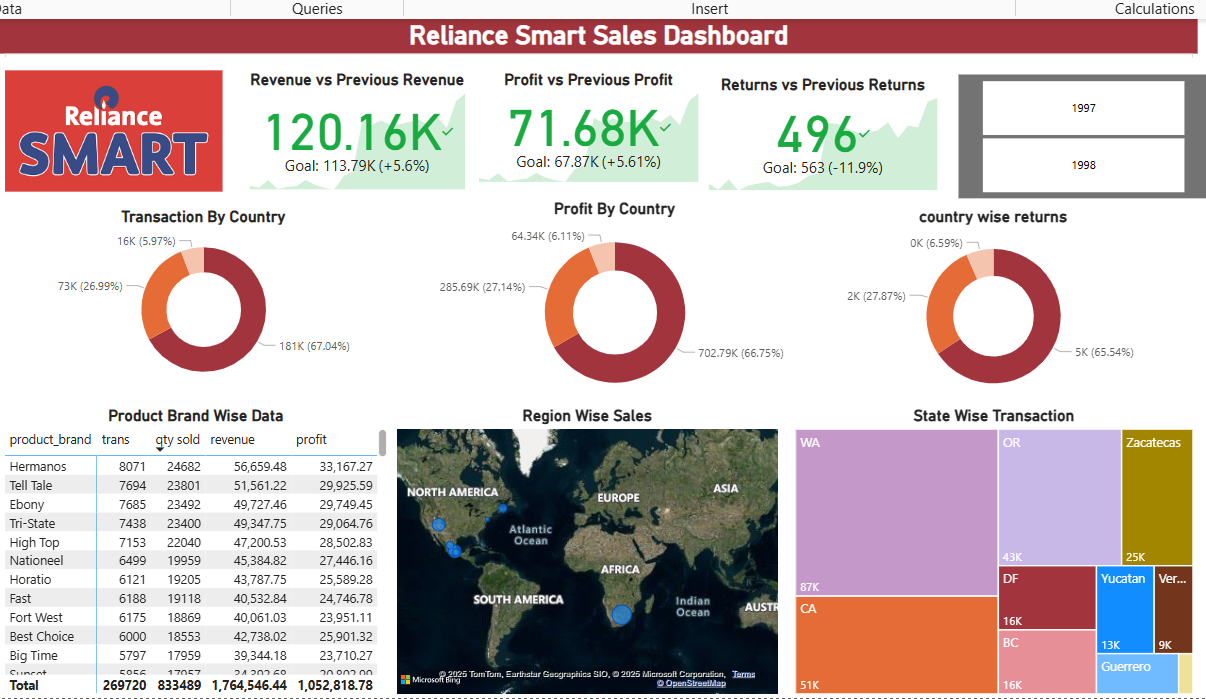 ata Queries Insert Calculations
Reliance Smart Sales Dashboard
Reliance
SMART
Revenue vs Previous Revenue
120.16K
Goal: 113.79K (+5.6%)
Profit vs Previous Profit
71.68K
Goal: 67.87K (+5.61%)
Returns vs Previous Returns
496
Goal: 563 (-11.9%)
1997
1998
Transaction By Country
16K (5.97%)
73K (26.99%)
181K (67.04%)
Profit By Country
64.34K (6.11%)
285.69K (27.14%)
702.79K (66.75%)
country wise returns
0K (6.59%)
2K (27.87%)
5K (65.54%)
Product Brand Wise Data
product_brand trans qty sold revenue profit
Hermanos 8071 24682 56,659.48 33,167.27
Tell Tale 7694 23801 51,561.22 29,925.59
Ebony 7685 23492 49,727.46 29,749.45
Tri-State 7438 23400 49,347.75 29,064.76
High Top 7153 22040 47,200.53 28,502.83
Nationeel 6499 19959 45,384.82 27,446.16
Horatio 6121 19205 43,787.75 25,589.28
Fast 6188 19118 40,532.84 24,746.78
Fort West 6175 18869 40,061.03 23,951.11
Best Choice 6000 18553 42,738.02 25,901.32
Big Time 5797 17959 39,344.18 23,710.27
Sunset 5856 17957
Total 269720 833489 1,764,546.44 1,052,818.78
Region Wise Sales
NORTH AMERICA
EUROPE
ASIA
Atlantic
Ocean
AFRICA
SOUTH AMERICA
Indian
Ocean
AUSTR
Microsoft Bing
© 2025 TomTom, Earthstar Geographics SIO, © 2025 Microsoft Corporation, Terms
© OpenStreetMap
State Wise Transaction
WA
87K
CA
51K
OR
43K
Zacatecas
25K
DF
16K
BC
16K
Yucatan
13K
Ver...
9K
Guerrero